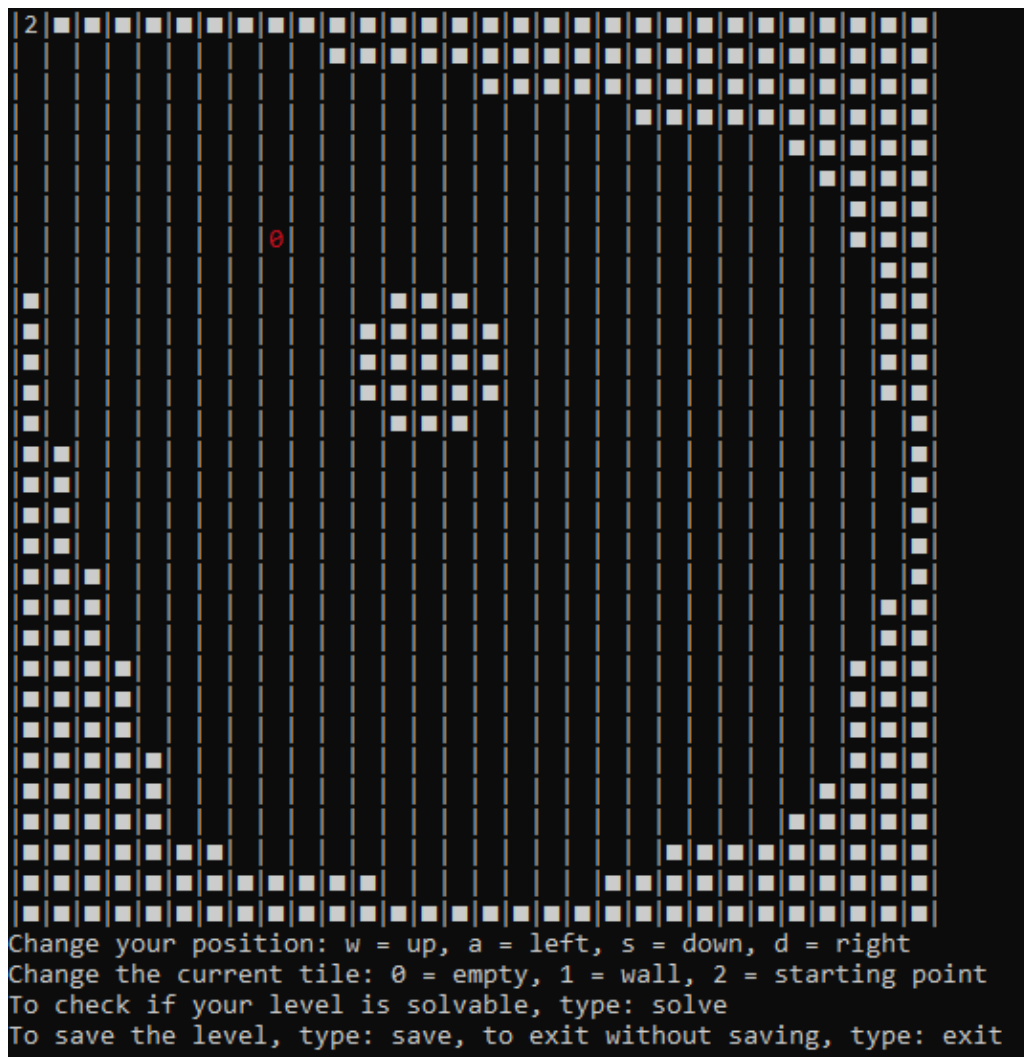 2
0
Change your position: w = up, a = left, s = down, d = right
Change the current tile: 0 = empty, 1 = wall, 2 = starting point
To check if your level is solvable, type: solve
To save the level, type: save, to exit without saving, type: exit